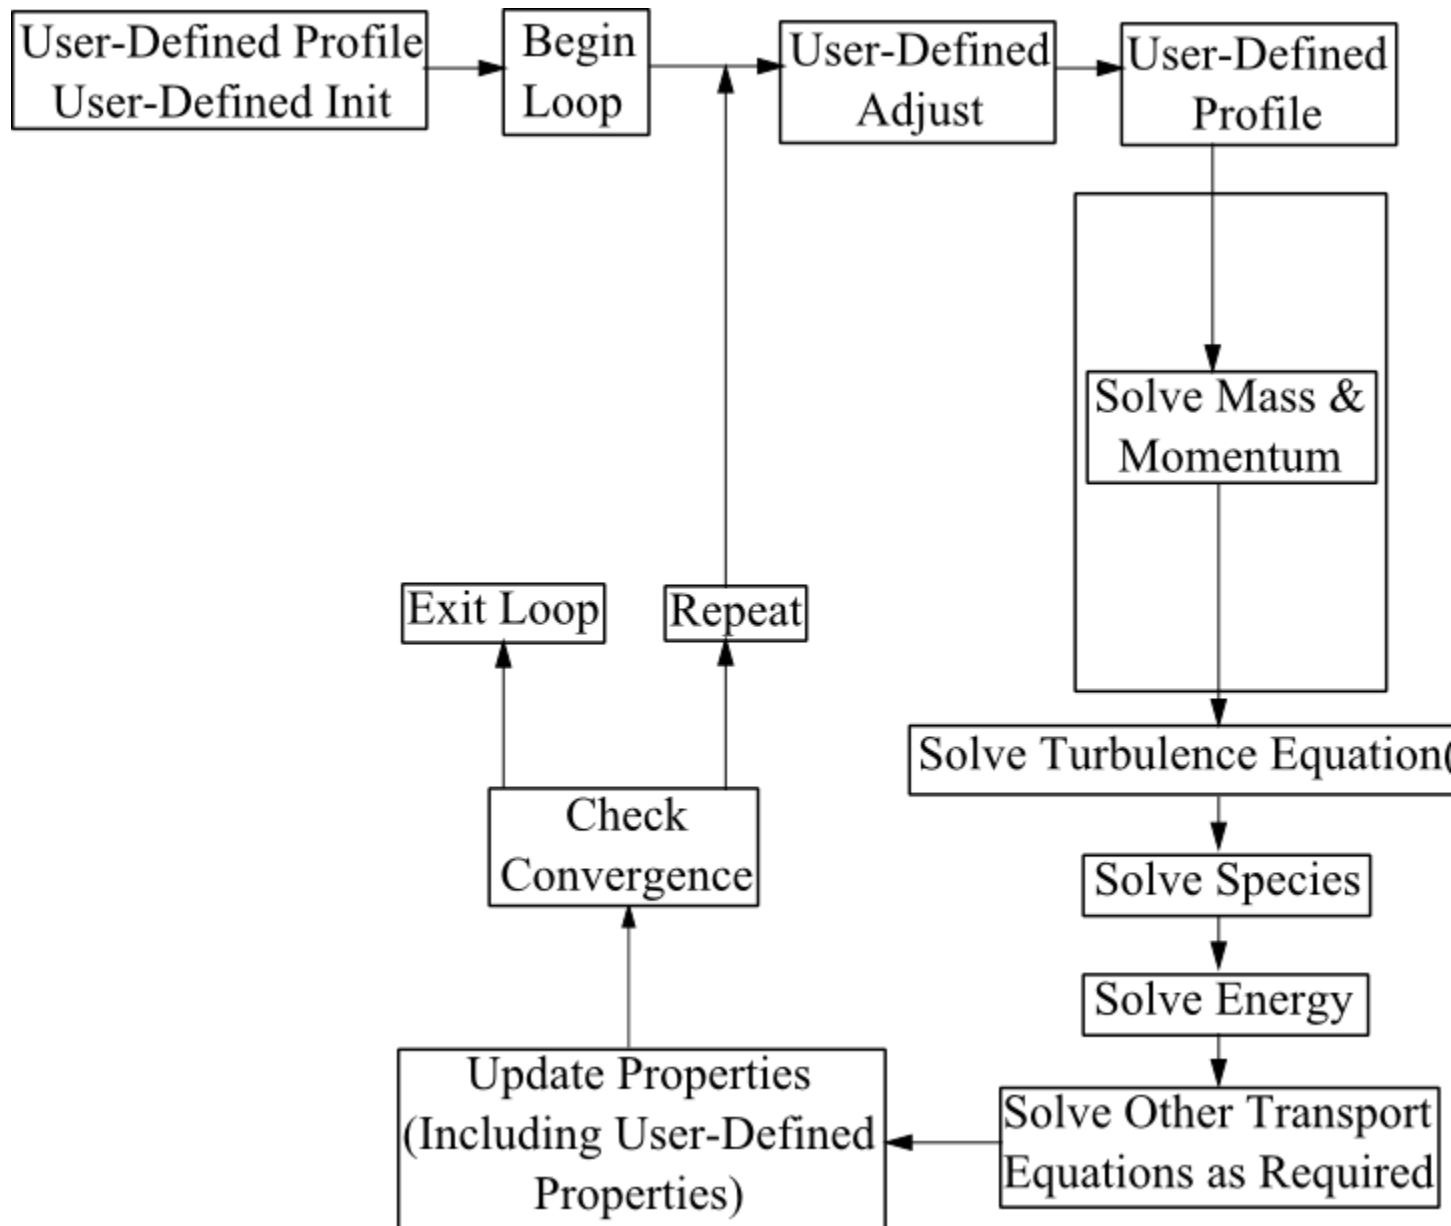 User-Defined Profile
User-Defined Init
Begin
Loop
User-Defined
Adjust
User-Defined
Profile
Solve Mass &
Momentum
Exit Loop
Repeat
Solve Turbulence Equation(
Check
Convergence
Solve Species
Solve Energy
Update Properties
(Including User-Defined
Properties)
Solve Other Transport
Equations as Required